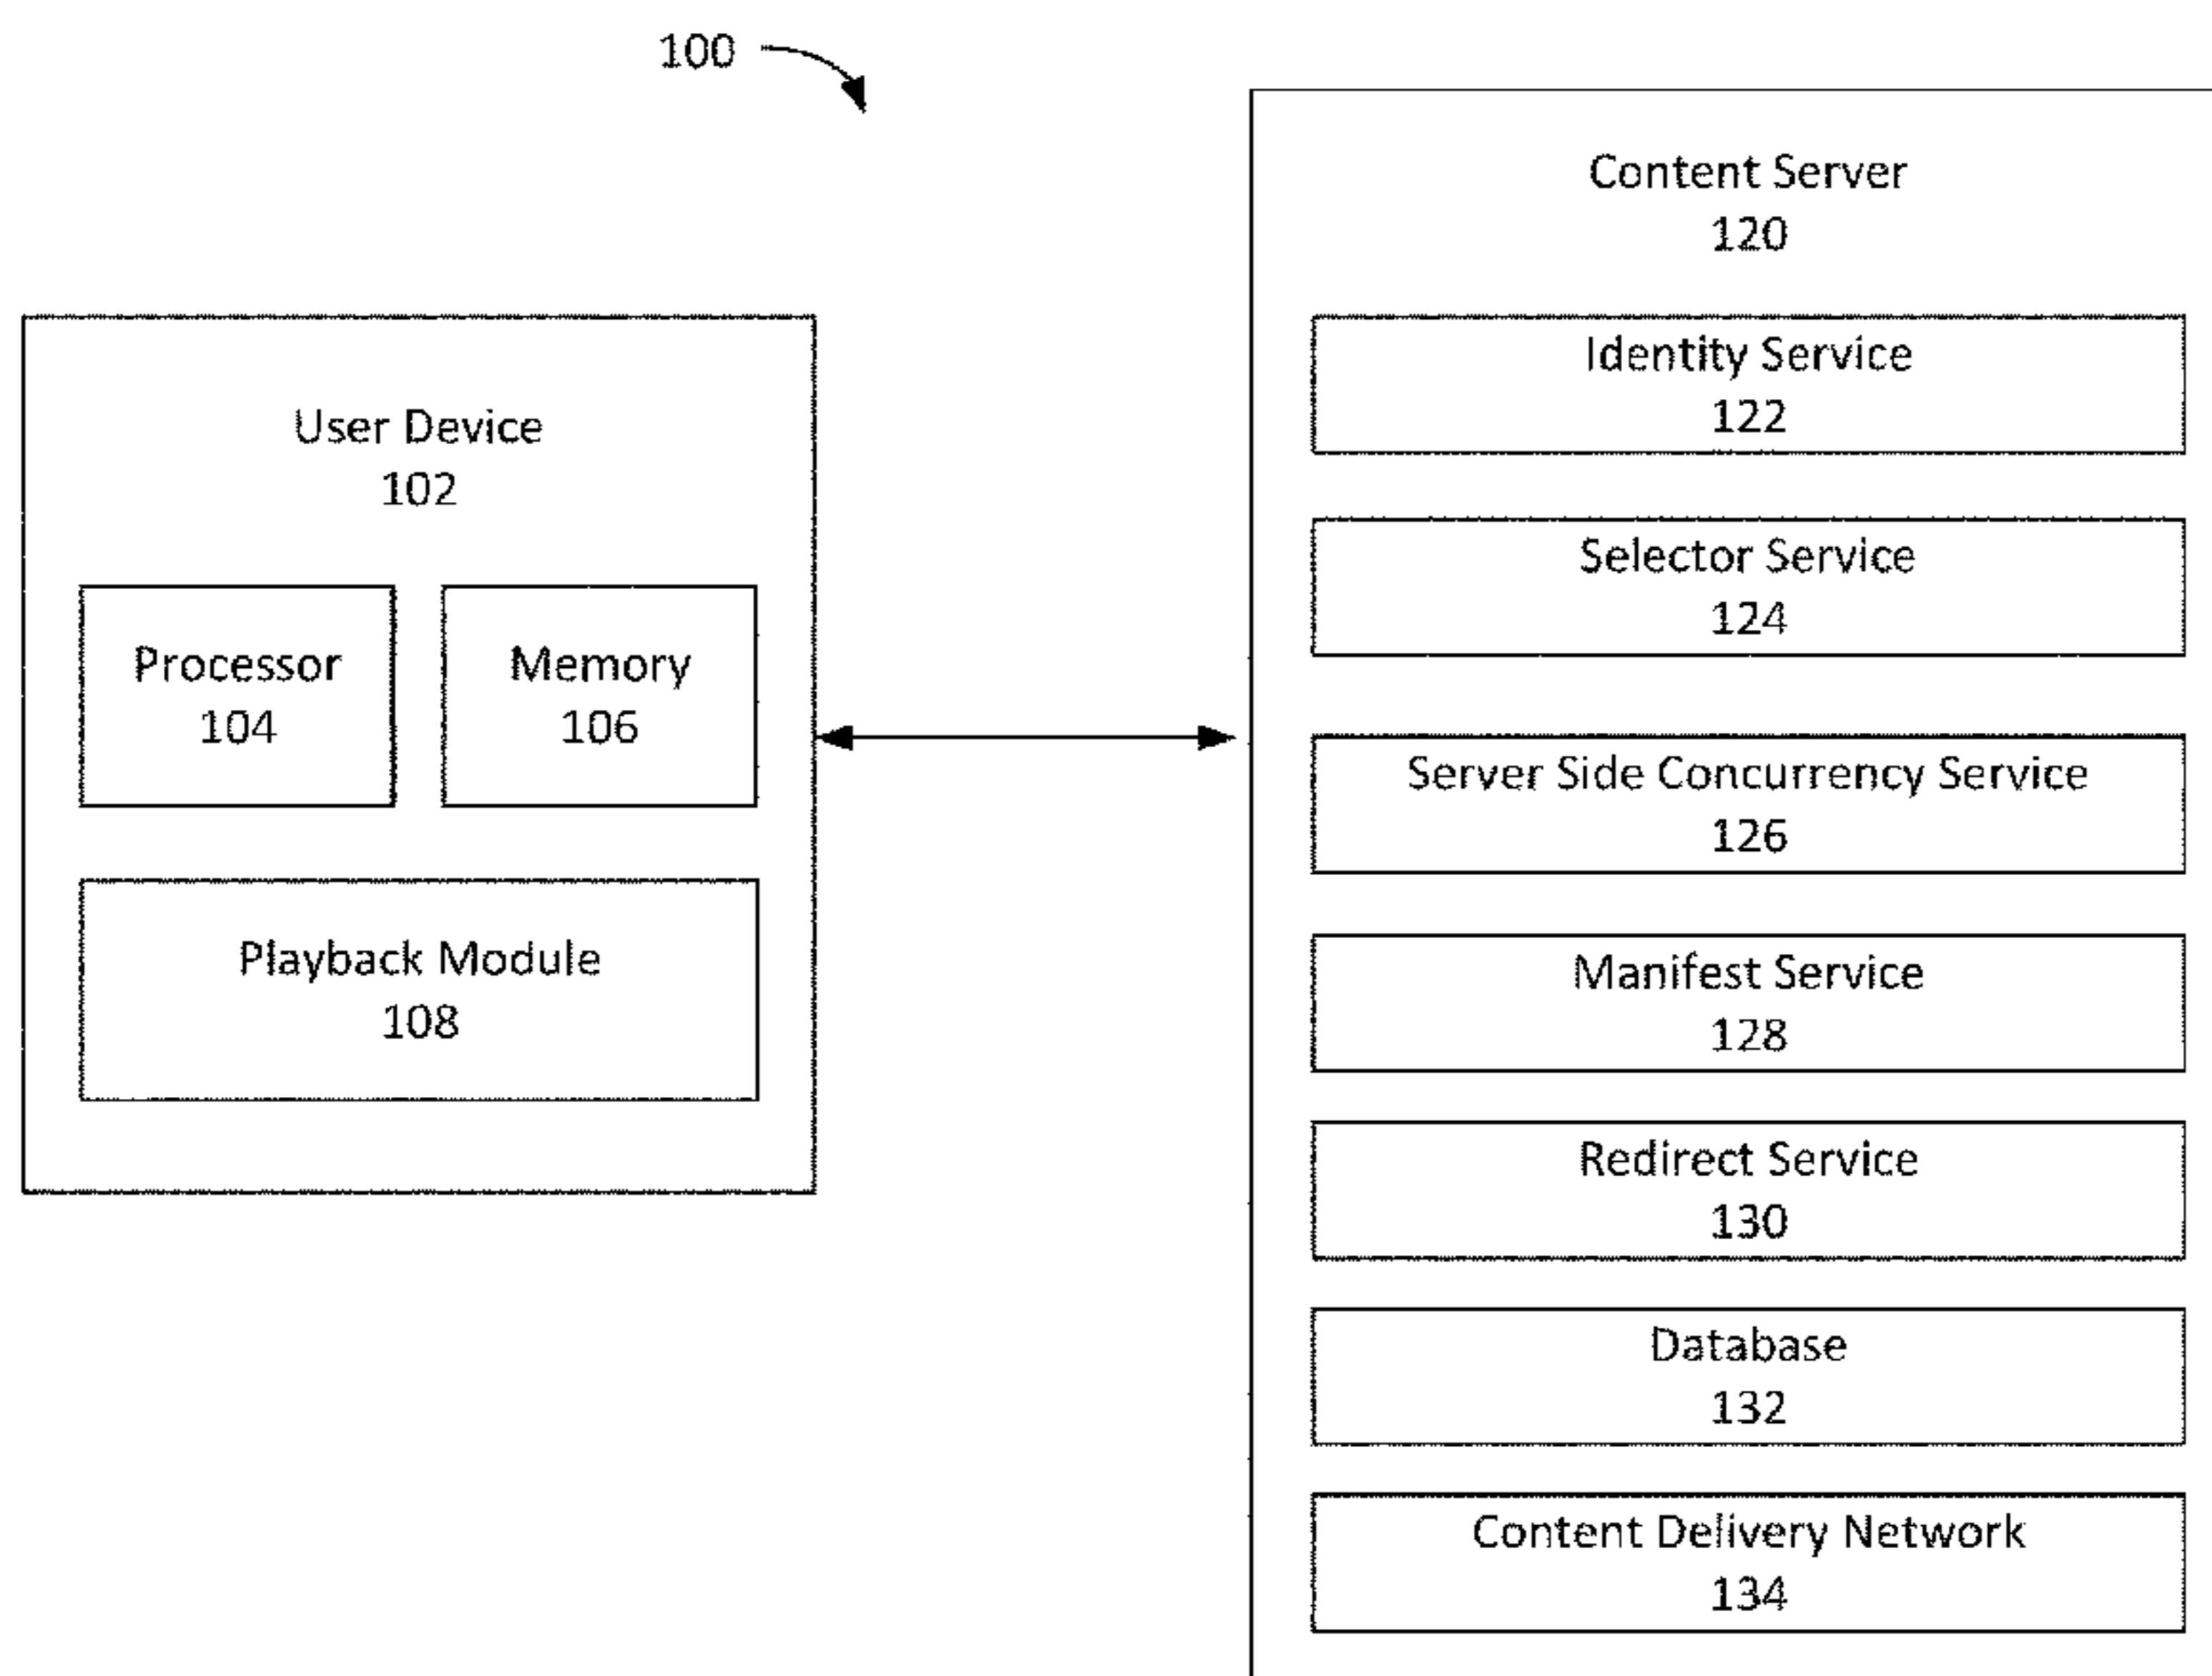 100
User Device
102
Processor
104
Memory
106
Playback Module
108
Content Server
120
Identity Service
122
Selector Service
124
Server Side Concurrency Service
126
Manifest Service
128
Redirect Service
130
Database
132
Content Delivery Network
134